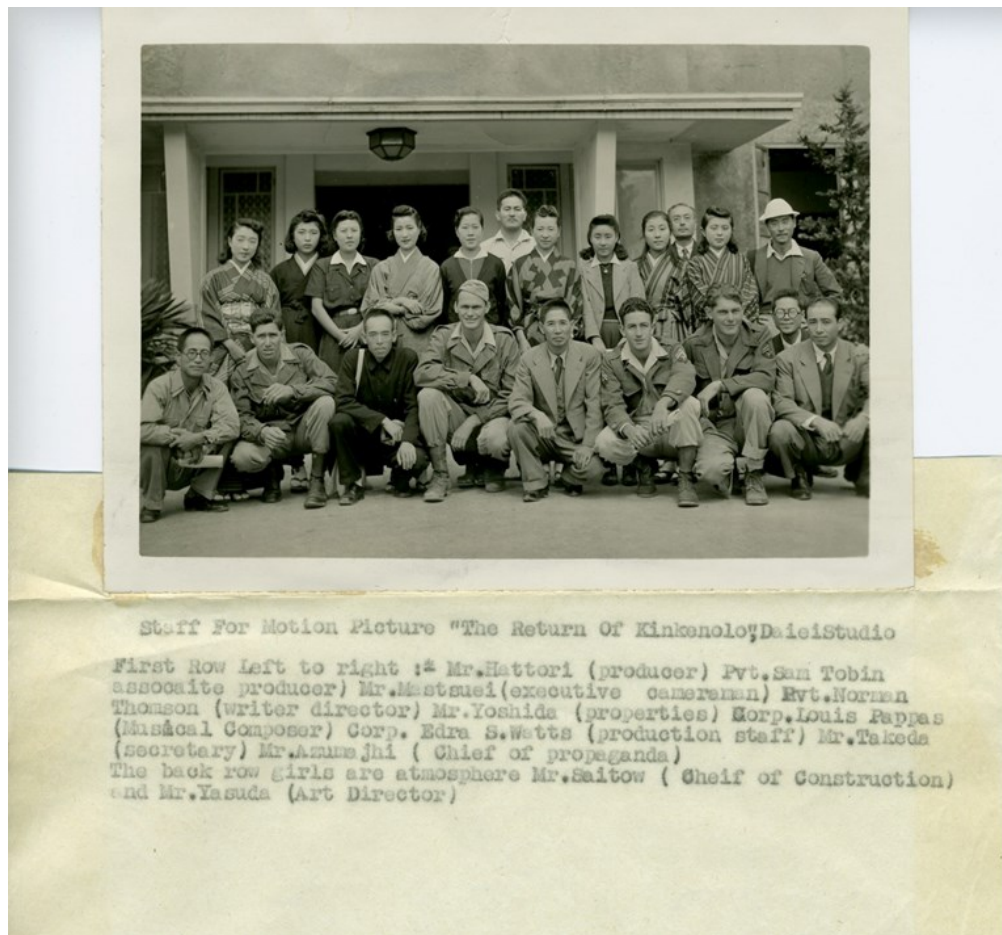 Staff For Motion Picture "The Return Of Kinkenolo",DaieiStudio
First Row Left to right :- Mr.Hattori (producer) Pvt.Sam Tobin
assocaite producer) Mr.Mastsuei(executive camereman) Pvt.Norman
Thomson (writer director) Mr.Yoshida (properties) Corp.Louis Pappas
(Musical Composer) Corp. Edra S.Watts (production staff) Mr.Takeda
(secretary) Mr.Azumajhi ( Chief of propaganda)
The back row girls are atmosphere Mr.Saitow ( Cheif of Construction)
and Mr.Yasuda (Art Director)